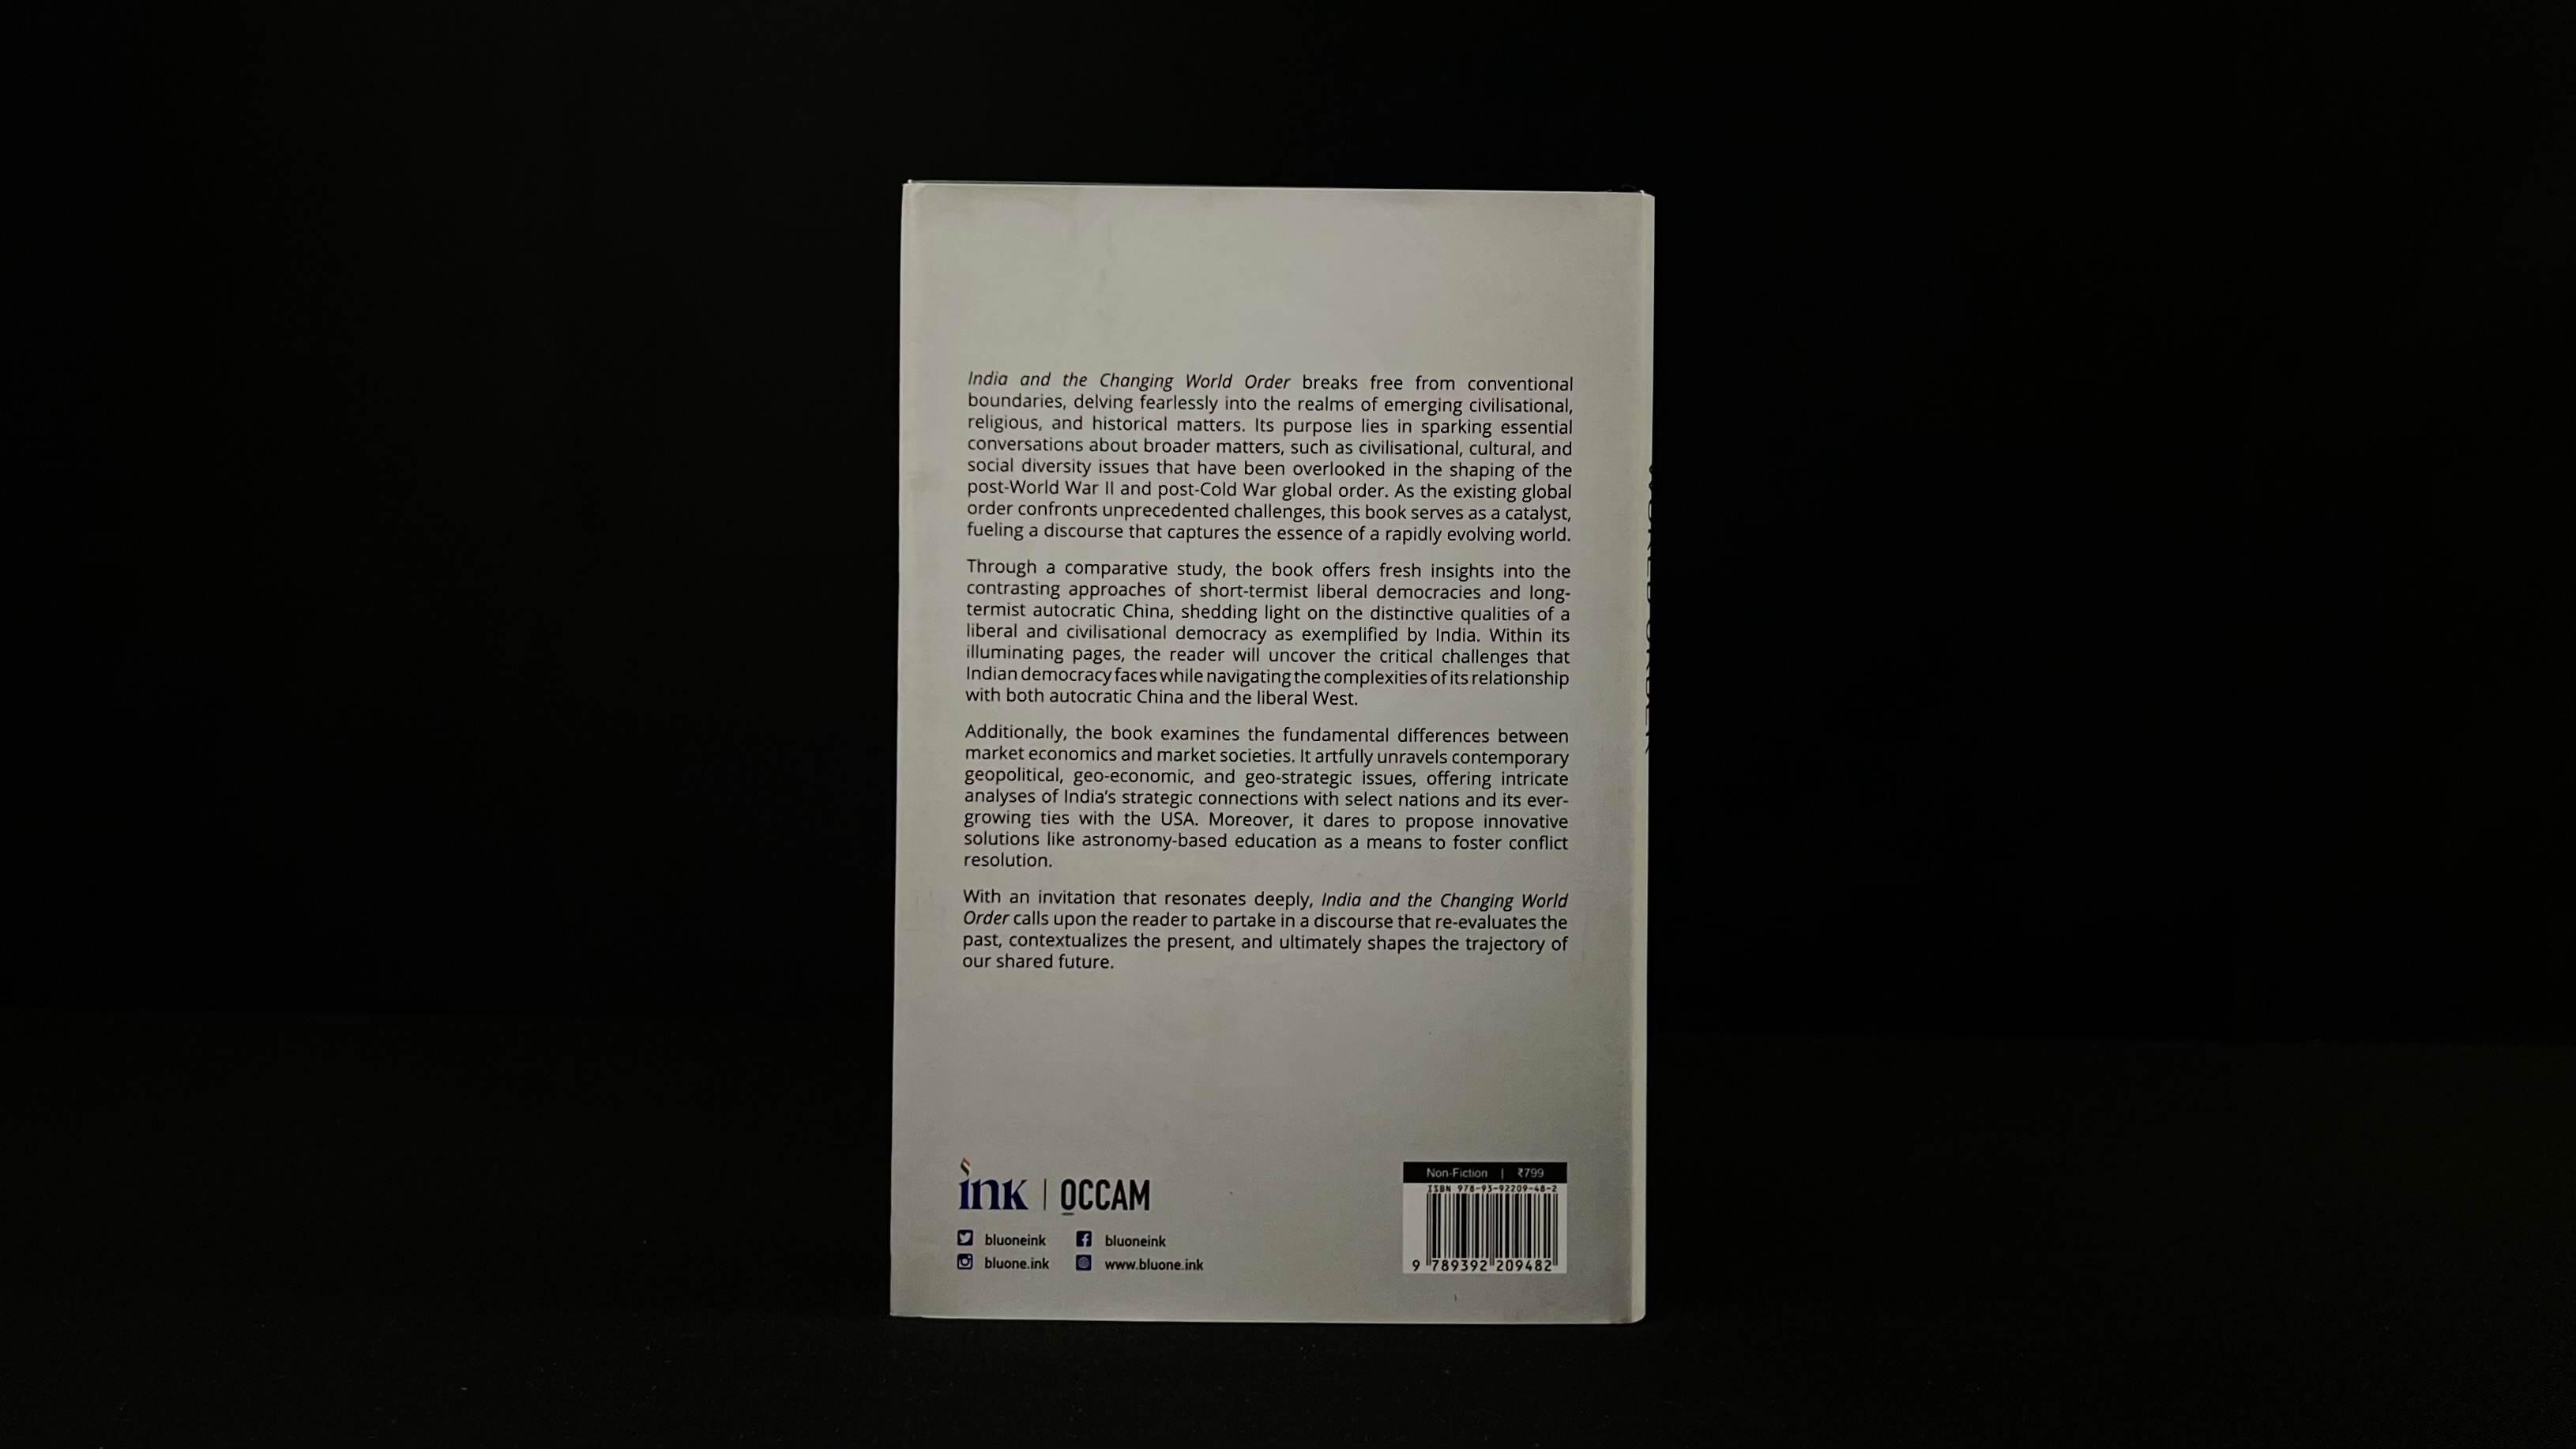 India and the Changing World Order breaks free from conventional
boundaries, delving fearlessly into the realms of emerging civilisational,
religious, and historical matters. Its purpose lies in sparking essential
conversations about broader matters, such as civilisational, cultural, and
social diversity issues that have been overlooked in the shaping of the
post-World War II and post-Cold War global order. As the existing global
order confronts unprecedented challenges, this book serves as a catalyst,
fueling a discourse that captures the essence of a rapidly evolving world.
Through a comparative study, the book offers fresh insights into the
contrasting approaches of short-termist liberal democracies and long-
termist autocratic China, shedding light on the distinctive qualities of a
liberal and civilisational democracy as exemplified by India. Within its
illuminating pages, the reader will uncover the critical challenges that
Indian democracy faces while navigating the complexities of its relationship
with both autocratic China and the liberal West.
Additionally, the book examines the fundamental differences between
market economics and market societies. It artfully unravels contemporary
geopolitical, geo-economic, and geo-strategic issues, offering intricate
analyses of India's strategic connections with select nations and its ever-
growing ties with the USA. Moreover, it dares to propose innovative
solutions like astronomy-based education as a means to foster conflict
resolution.
With an invitation that resonates deeply, India and the Changing World
Order calls upon the reader to partake in a discourse that re-evaluates the
past, contextualizes the present, and ultimately shapes the trajectory of
our shared future.
ink | OCCAM
bluoneink bluoneink
bluone.ink www.bluone.ink
Non-Fiction | ₹799
ISBN 978-93-92209-48-2
9 789392 209482